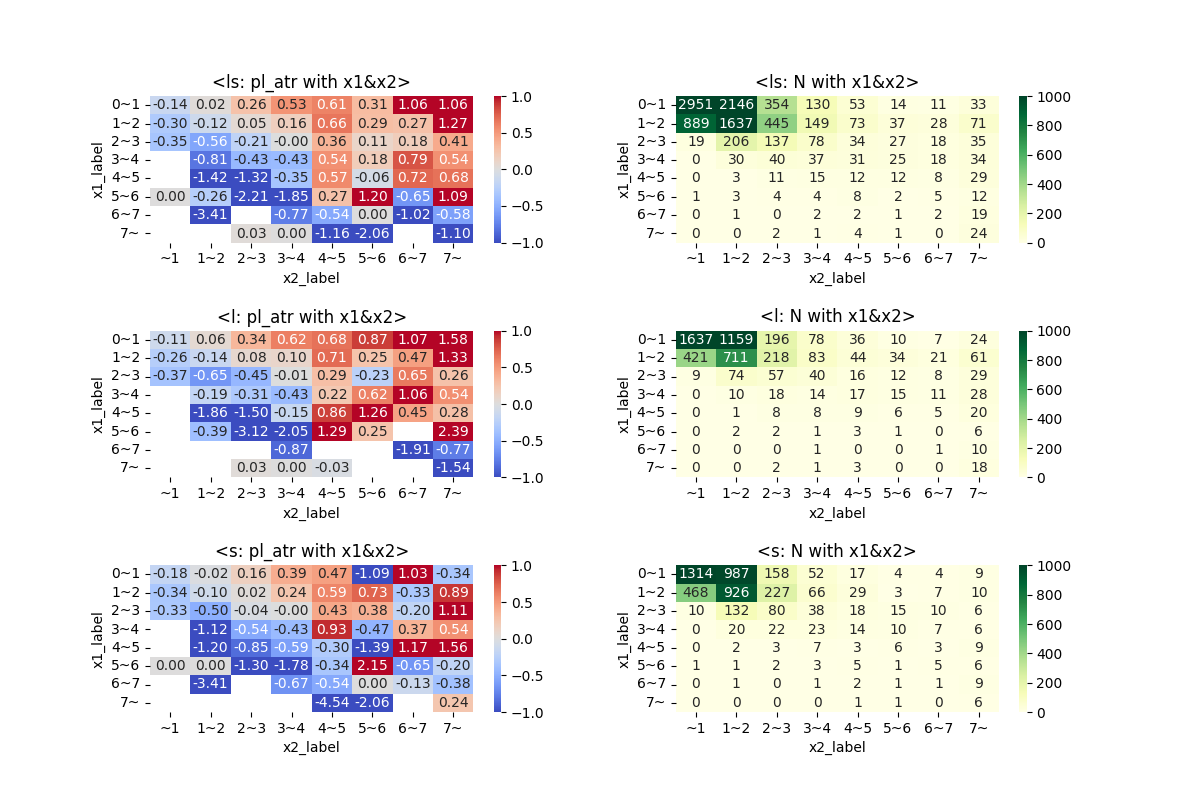 <ls: pl_atr with x1&x2>
x1_label
0~1 -0.14 0.02 0.26 0.53 0.61 0.31 1.06 1.06
1~2 -0.30 -0.12 0.05 0.16 0.66 0.29 0.27 1.27
2~3 -0.35 -0.56 -0.21 -0.00 0.36 0.11 0.18 0.41
3~4 -0.81 -0.43 -0.43 0.54 0.18 0.79 0.54
4~5 -1.42 -1.32 -0.35 0.57 -0.06 0.72 0.68
5~6 0.00 -0.26 -2.21 -1.85 0.27 1.20 -0.65 1.09
6~7 -3.41 -0.77 -0.54 0.00 -1.02 -0.58
7~ 0.03 0.00 -1.16 -2.06 -1.10
~1 1~2 2~3 3~4 4~5 5~6 6~7 7~
x2_label
1.0
0.5
0.0
−0.5
−1.0
<ls: N with x1&x2>
x1_label
0~1 2951 2146 354 130 53 14 11 33
1~2 889 1637 445 149 73 37 28 71
2~3 19 206 137 78 34 27 18 35
3~4 0 30 40 37 31 25 18 34
4~5 0 3 11 15 12 12 8 29
5~6 1 3 4 4 8 2 5 12
6~7 0 1 0 2 2 1 2 19
7~ 0 0 2 1 4 1 0 24
~1 1~2 2~3 3~4 4~5 5~6 6~7 7~
x2_label
1000
800
600
400
200
0
<l: pl_atr with x1&x2>
x1_label
0~1 -0.11 0.06 0.34 0.62 0.68 0.87 1.07 1.58
1~2 -0.26 -0.14 0.08 0.10 0.71 0.25 0.47 1.33
2~3 -0.37 -0.65 -0.45 -0.01 0.29 -0.23 0.65 0.26
3~4 -0.19 -0.31 -0.43 0.22 0.62 1.06 0.54
4~5 -1.86 -1.50 -0.15 0.86 1.26 0.45 0.28
5~6 -0.39 -3.12 -2.05 1.29 0.25 2.39
6~7 -0.87 -1.91 -0.77
7~ 0.03 0.00 -0.03 -1.54
~1 1~2 2~3 3~4 4~5 5~6 6~7 7~
x2_label
1.0
0.5
0.0
−0.5
−1.0
<l: N with x1&x2>
x1_label
0~1 1637 1159 196 78 36 10 7 24
1~2 421 711 218 83 44 34 21 61
2~3 9 74 57 40 16 12 8 29
3~4 0 10 18 14 17 15 11 28
4~5 0 1 8 8 9 6 5 20
5~6 0 2 2 1 3 1 0 6
6~7 0 0 0 1 0 0 1 10
7~ 0 0 2 1 3 0 0 18
~1 1~2 2~3 3~4 4~5 5~6 6~7 7~
x2_label
1000
800
600
400
200
0
<s: pl_atr with x1&x2>
x1_label
0~1 -0.18 -0.02 0.16 0.39 0.47 -1.09 1.03 -0.34
1~2 -0.34 -0.10 0.02 0.24 0.59 0.73 -0.33 0.89
2~3 -0.33 -0.50 -0.04 -0.00 0.43 0.38 -0.20 1.11
3~4 -1.12 -0.54 -0.43 0.93 -0.47 0.37 0.54
4~5 -1.20 -0.85 -0.59 -0.30 -1.39 1.17 1.56
5~6 0.00 0.00 -1.30 -1.78 -0.34 2.15 -0.65 -0.20
6~7 -3.41 -0.67 -0.54 0.00 -0.13 -0.38
7~ -4.54 -2.06 0.24
~1 1~2 2~3 3~4 4~5 5~6 6~7 7~
x2_label
1.0
0.5
0.0
−0.5
−1.0
<s: N with x1&x2>
x1_label
0~1 1314 987 158 52 17 4 4 9
1~2 468 926 227 66 29 3 7 10
2~3 10 132 80 38 18 15 10 6
3~4 0 20 22 23 14 10 7 6
4~5 0 2 3 7 3 6 3 9
5~6 1 1 2 3 5 1 5 6
6~7 0 1 0 1 2 1 1 9
7~ 0 0 0 0 1 1 0 6
~1 1~2 2~3 3~4 4~5 5~6 6~7 7~
x2_label
1000
800
600
400
200
0